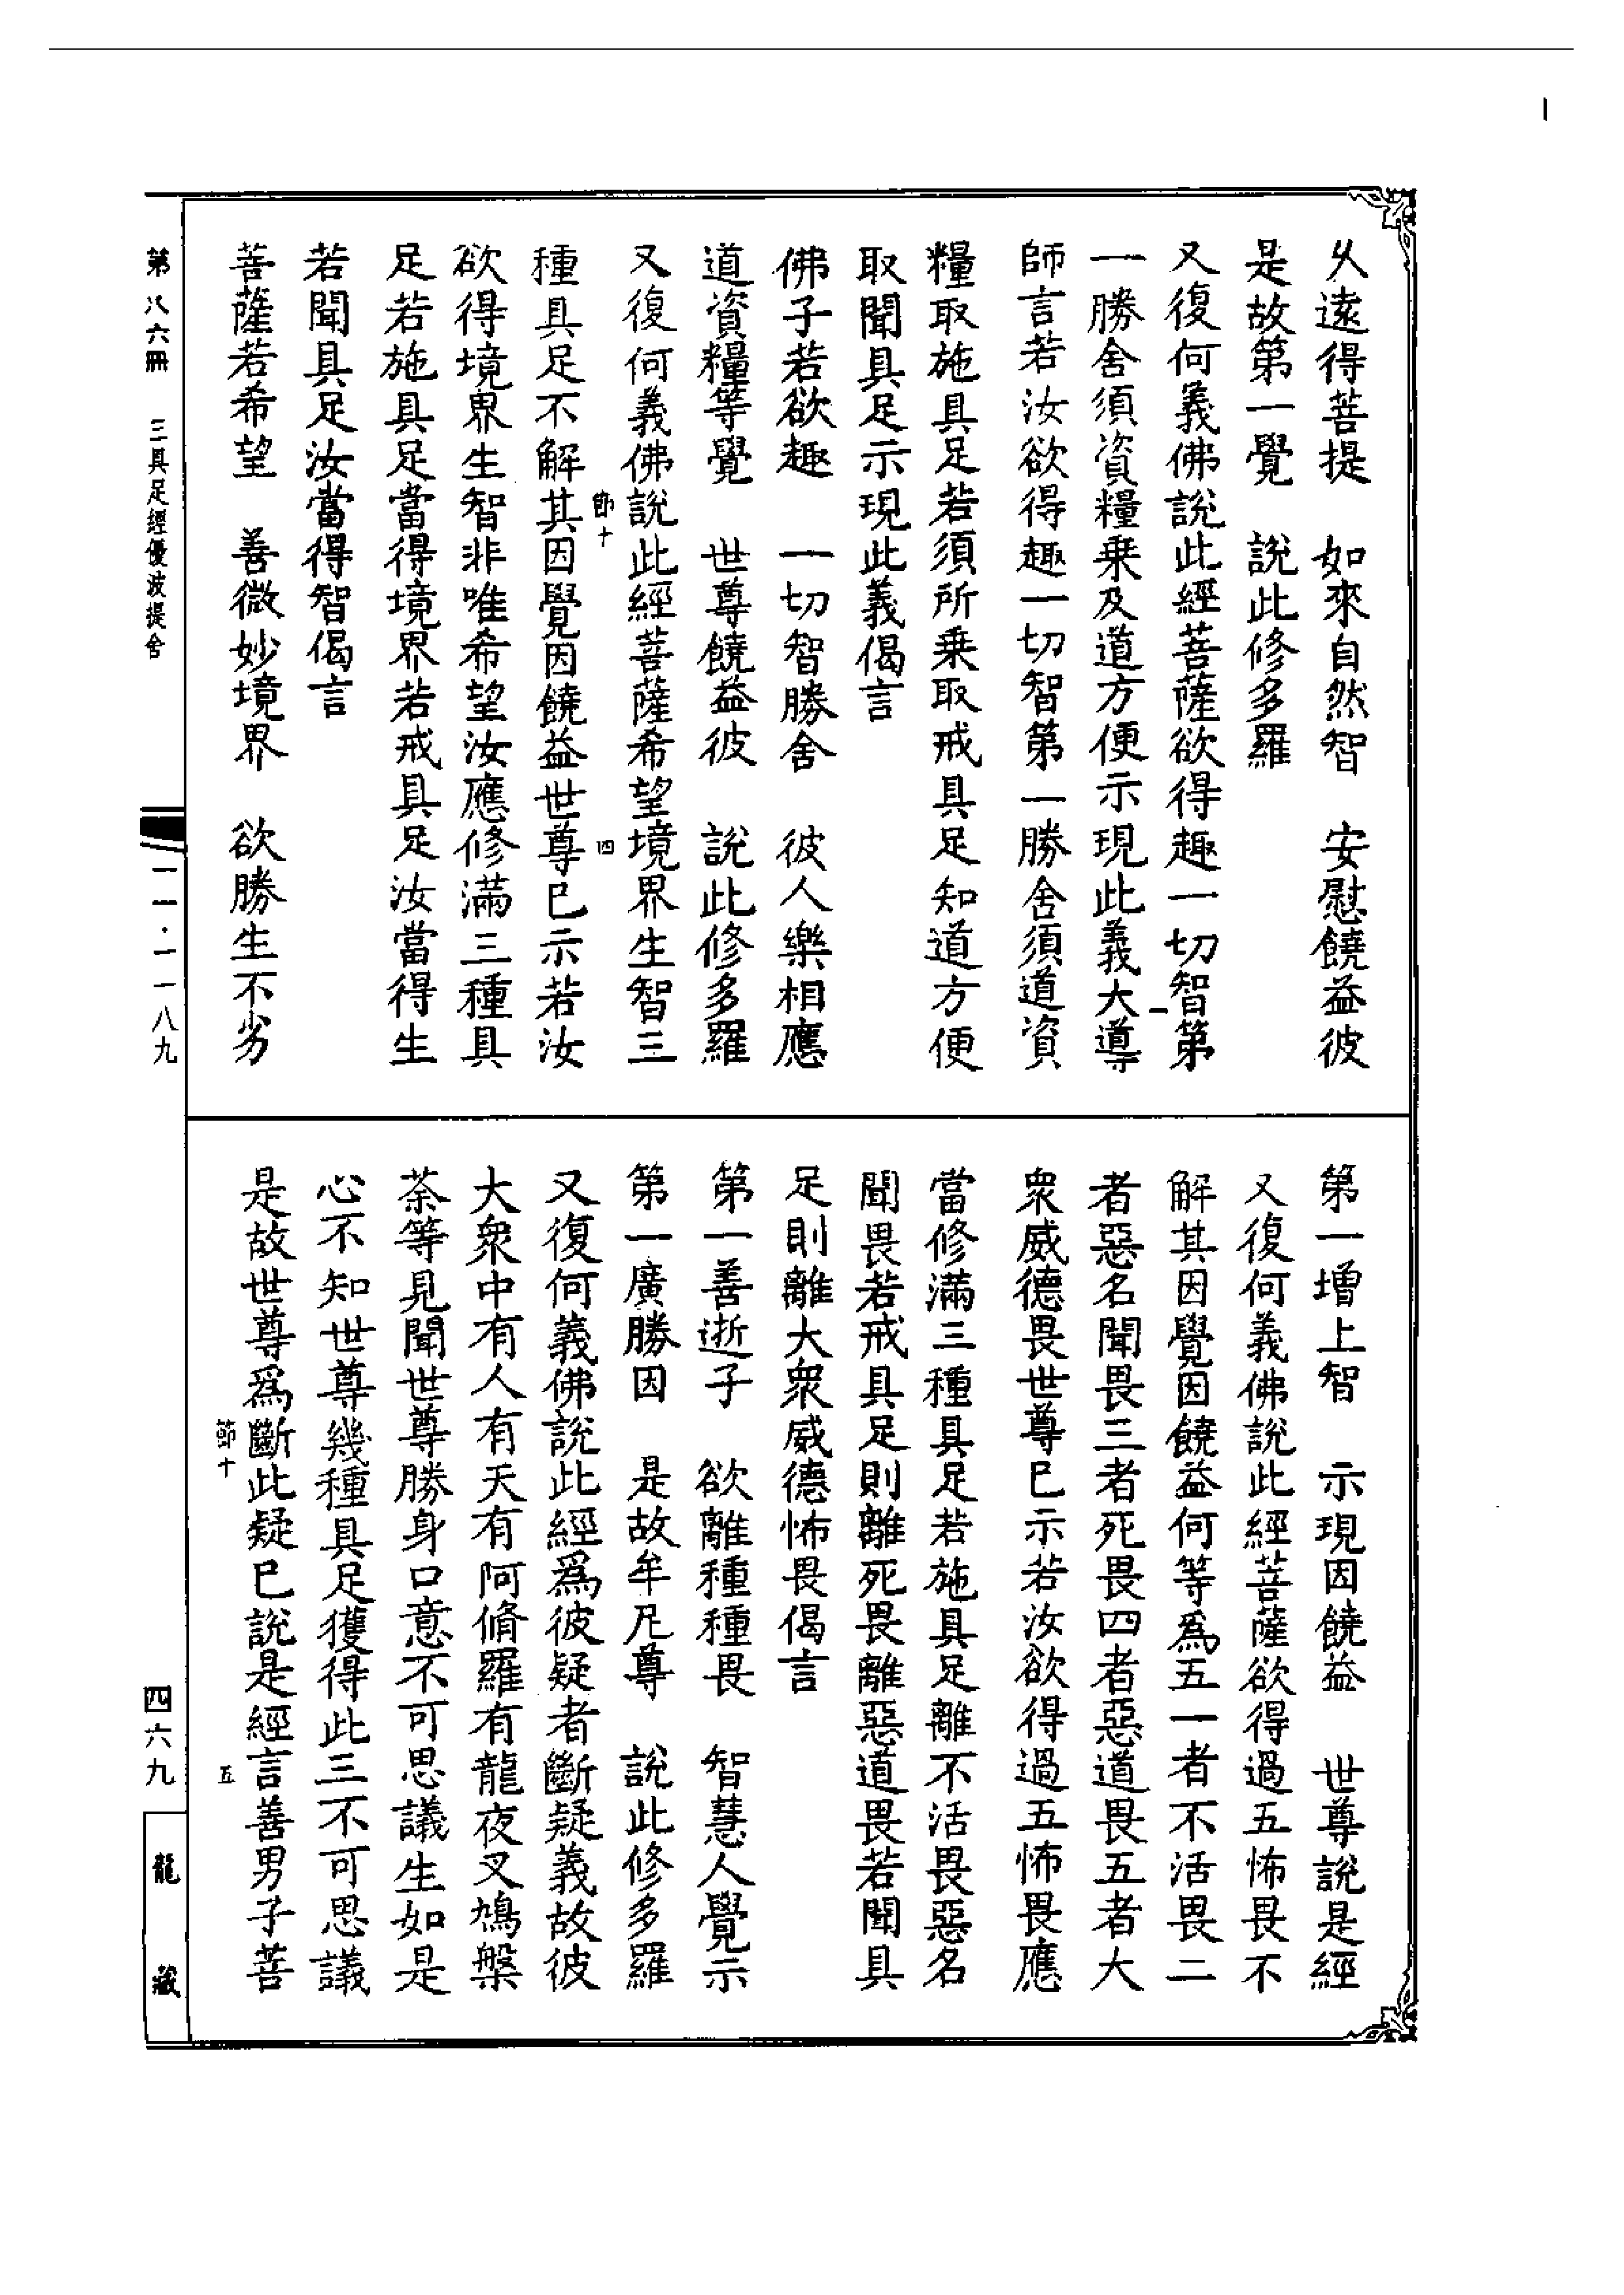 久遠得菩提　如來自然智　安慰饒益彼
是故第一覺　說此修多羅
又復何義佛說此經菩薩欲得趣一切智第
一勝舍須資糧乗及道方便示現此義大導
師言若汝欲得趣一切智第一勝舍須道資
糧取施具足若須所乗取戒具足知道方便
取聞具足示現此義偈言
佛子若欲趣　一切智勝舍　彼人樂相應
道資糧等覺　世尊饒益彼　說此修多羅
又復何義佛說此經菩薩希望境界生智三
節十　四
種具足不解其因覺因饒益世尊巳示若汝
欲得境界生智非唯希望汝應修滿三種具
足若施具足當得境界若戒具足汝當得生
若聞具足汝當得智偈言
菩薩若希望　善微妙境界　欲勝生不劣
第一增上智　示現因饒益　世尊說是經
又復何義佛說此經菩薩欲得過五怖畏不
解其因覺因饒益何等爲五一者不活畏二
者惡名聞畏三者死畏四者惡道畏五者大
衆威德畏世尊巳示若汝欲得過五怖畏應
當修滿三種具足若施具足離不活畏惡名
聞畏若戒具足則離死畏離惡道畏若聞具
足則離大衆威德怖畏偈言
第一善逝子　欲離種種畏　智慧人覺示
第一廣勝因　是故牟尼尊　說此修多羅
又復何義佛說此經爲彼疑者斷疑義故彼
大衆中有人有天有阿脩羅有龍夜叉鳩槃
荼等見聞世尊勝身口意不可思議生如是
心不知世尊幾種具足獲得此三不可思議
是故世尊爲斷此疑巳說是經言善男子菩
節十　五
第八六冊　三具足經優波提舍
一一·一一八九
四六九
龍藏